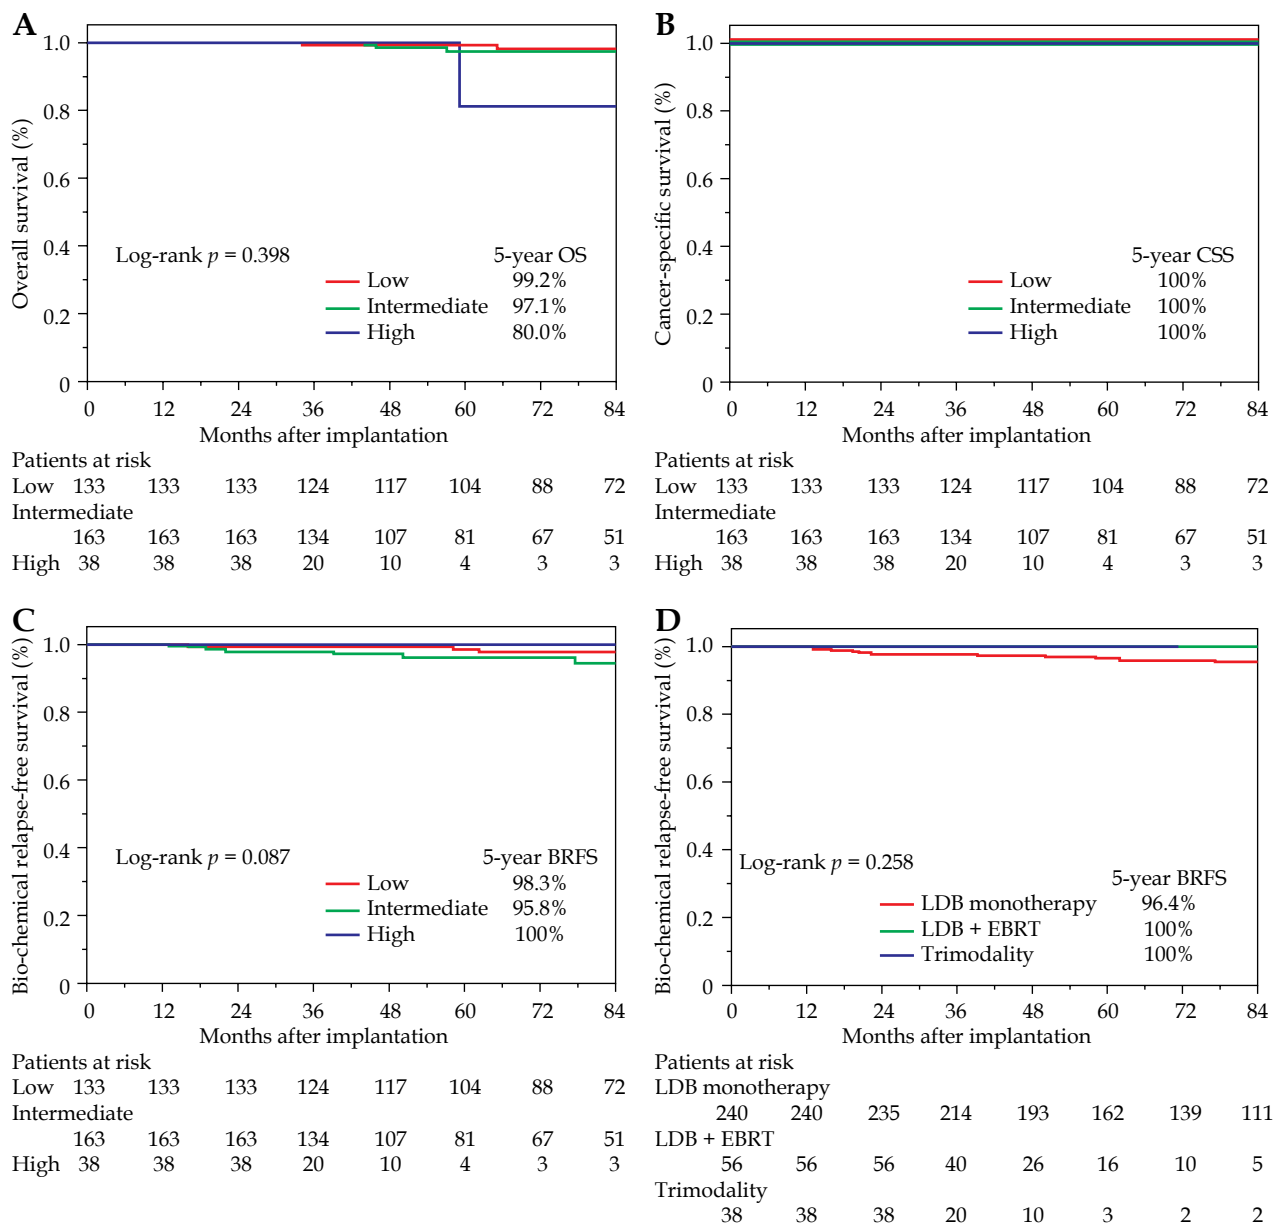 A
Overall survival (%)
1.0
0.8
0.6
0.4
0.2
0
Log-rank p = 0.398
5-year OS
Low 99.2%
Intermediate 97.1%
High 80.0%
0 12 24 36 48 60 72 84
Months after implantation
Patients at risk
Low 133 133 133 124 117 104 88 72
Intermediate
163 163 163 134 107 81 67 51
High 38 38 38 20 10 4 3 3
B
Cancer-specific survival (%)
1.0
0.8
0.6
0.4
0.2
0
5-year CSS
Low 100%
Intermediate 100%
High 100%
0 12 24 36 48 60 72 84
Months after implantation
Patients at risk
Low 133 133 133 124 117 104 88 72
Intermediate
163 163 163 134 107 81 67 51
High 38 38 38 20 10 4 3 3
C
Bio-chemical relapse-free survival (%)
1.0
0.8
0.6
0.4
0.2
0
Log-rank p = 0.087
5-year BRFS
Low 98.3%
Intermediate 95.8%
High 100%
0 12 24 36 48 60 72 84
Months after implantation
Patients at risk
Low 133 133 133 124 117 104 88 72
Intermediate
163 163 163 134 107 81 67 51
High 38 38 38 20 10 4 3 3
D
Bio-chemical relapse-free survival (%)
1.0
0.8
0.6
0.4
0.2
0
Log-rank p = 0.258
5-year BRFS
LDB monotherapy 96.4%
LDB + EBRT 100%
Trimodality 100%
0 12 24 36 48 60 72 84
Months after implantation
Patients at risk
LDB monotherapy
240 240 235 214 193 162 139 111
LDB + EBRT
56 56 56 40 26 16 10 5
Trimodality
38 38 38 20 10 3 2 2